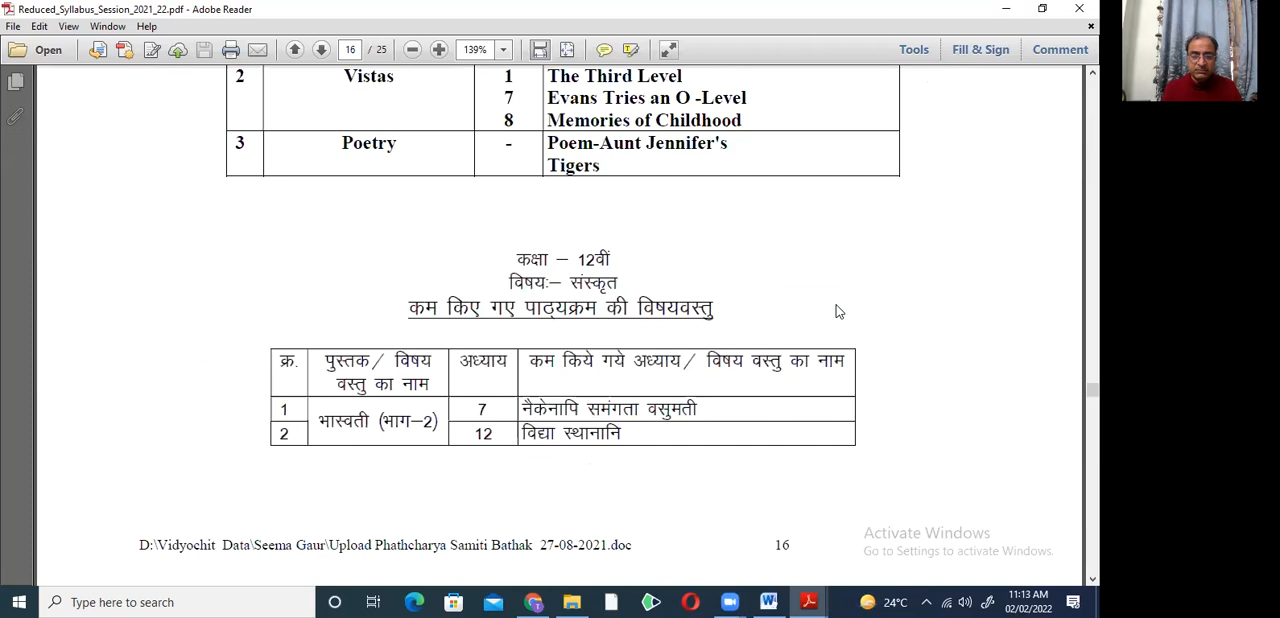 Reduced_Syllabus_Session_2021_22.pdf - Adobe Reader
File Edit View Window Help
Open 16 / 25 139% Tools Fill & Sign Comment
2 Vistas 1 The Third Level
7 Evans Tries an O -Level
8 Memories of Childhood
3 Poetry - Poem-Aunt Jennifer's
Tigers
कक्षा – 12वीं
विषयः– संस्कृत
कम किए गए पाठ्यक्रम की विषयवस्तु
क्र. पुस्तक/ विषय अध्याय कम किये गये अध्याय/ विषय वस्तु का नाम
वस्तु का नाम
1 भास्वती (भाग–2) 7 नैकेनापि समंगता वसुमती
2 12 विद्या स्थानानि
D:\Vidyochit Data\Seema Gaur\Upload Phathcharya Samiti Bathak 27-08-2021.doc 16
Activate Windows
Go to Settings to activate Windows.
Type here to search 24°C 11:13 AM
02/02/2022